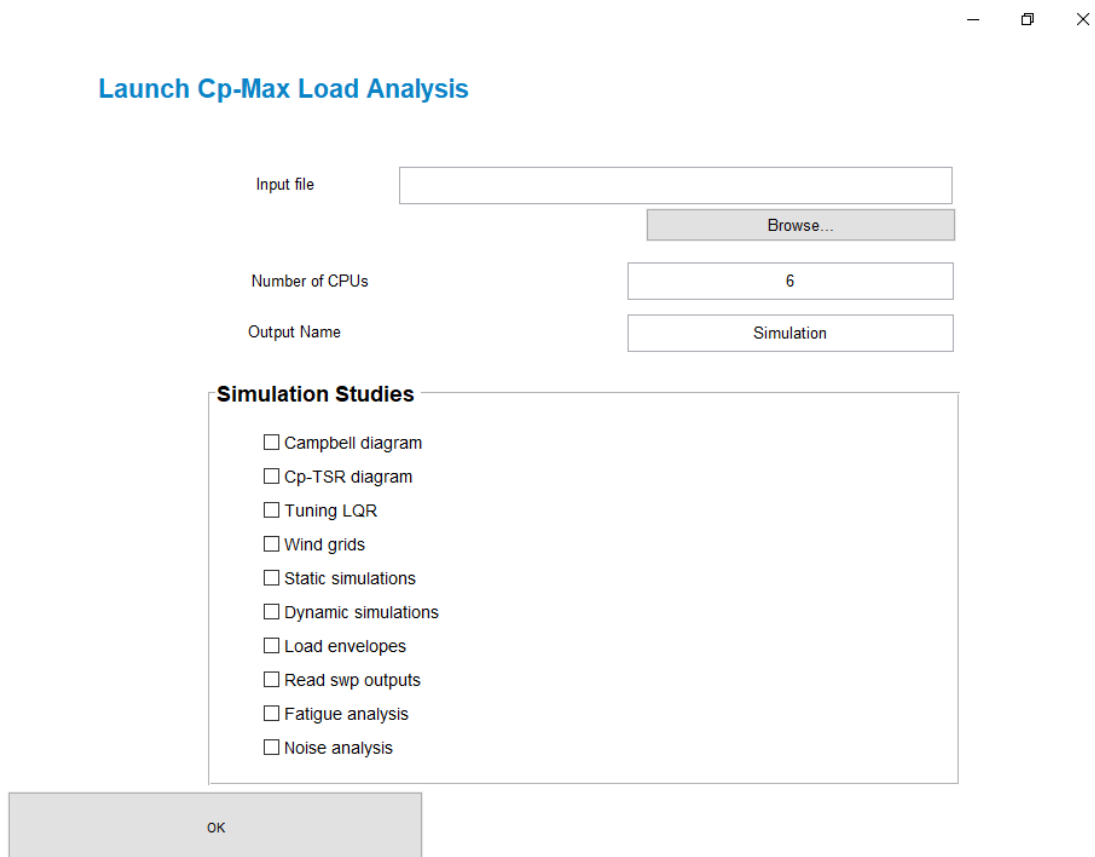 Launch Cp-Max Load Analysis
Input file
Browse...
Number of CPUs 6
Output Name Simulation
Simulation Studies
Campbell diagram
Cp-TSR diagram
Tuning LQR
Wind grids
Static simulations
Dynamic simulations
Load envelopes
Read swp outputs
Fatigue analysis
Noise analysis
OK